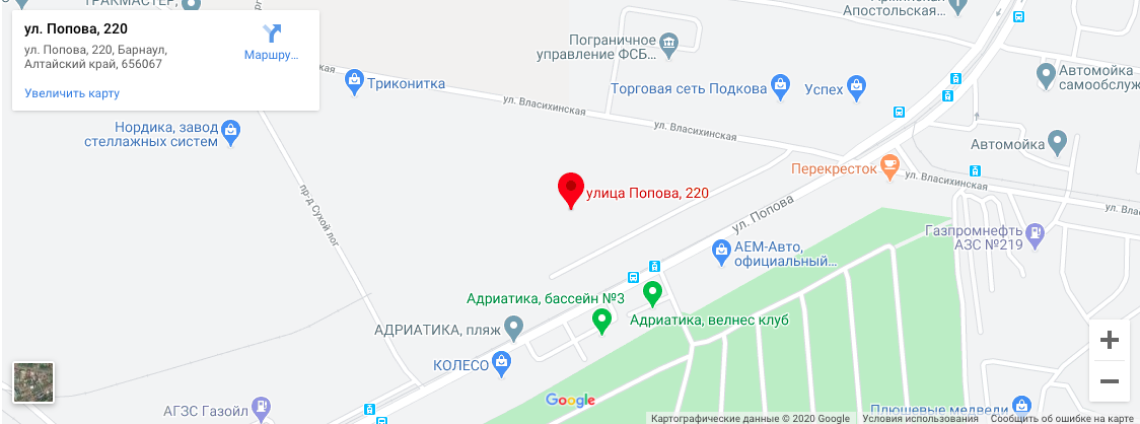 ТРАКМАСТЕР,
ул. Попова, 220
ул. Попова, 220, Барнаул,
Алтайский край, 656067
Маршру...
Увеличить карту
Апостольская...
Пограничное
управление ФСБ...
Триконитка
Торговая сеть Подкова
Успех
Автомойка
самообслуж
ул. Власихинская
ул. Власихинская
Нордика, завод
стеллажных систем
Автомойка
Перекресток
ул. Власихинская
ул. Вла
пр-д Сухой лог
улица Попова, 220
ул. Попова
Газпромнефть
АЗС №219
АЕМ-Авто,
официальный...
Адриатика, бассейн №3
Адриатика, велнес клуб
АДРИАТИКА, пляж
КОЛЕСО
Google
АГЗС Газойл
Плюшевые медведи
Картографические данные © 2020 Google
Условия использования
Сообщить об ошибке на карте